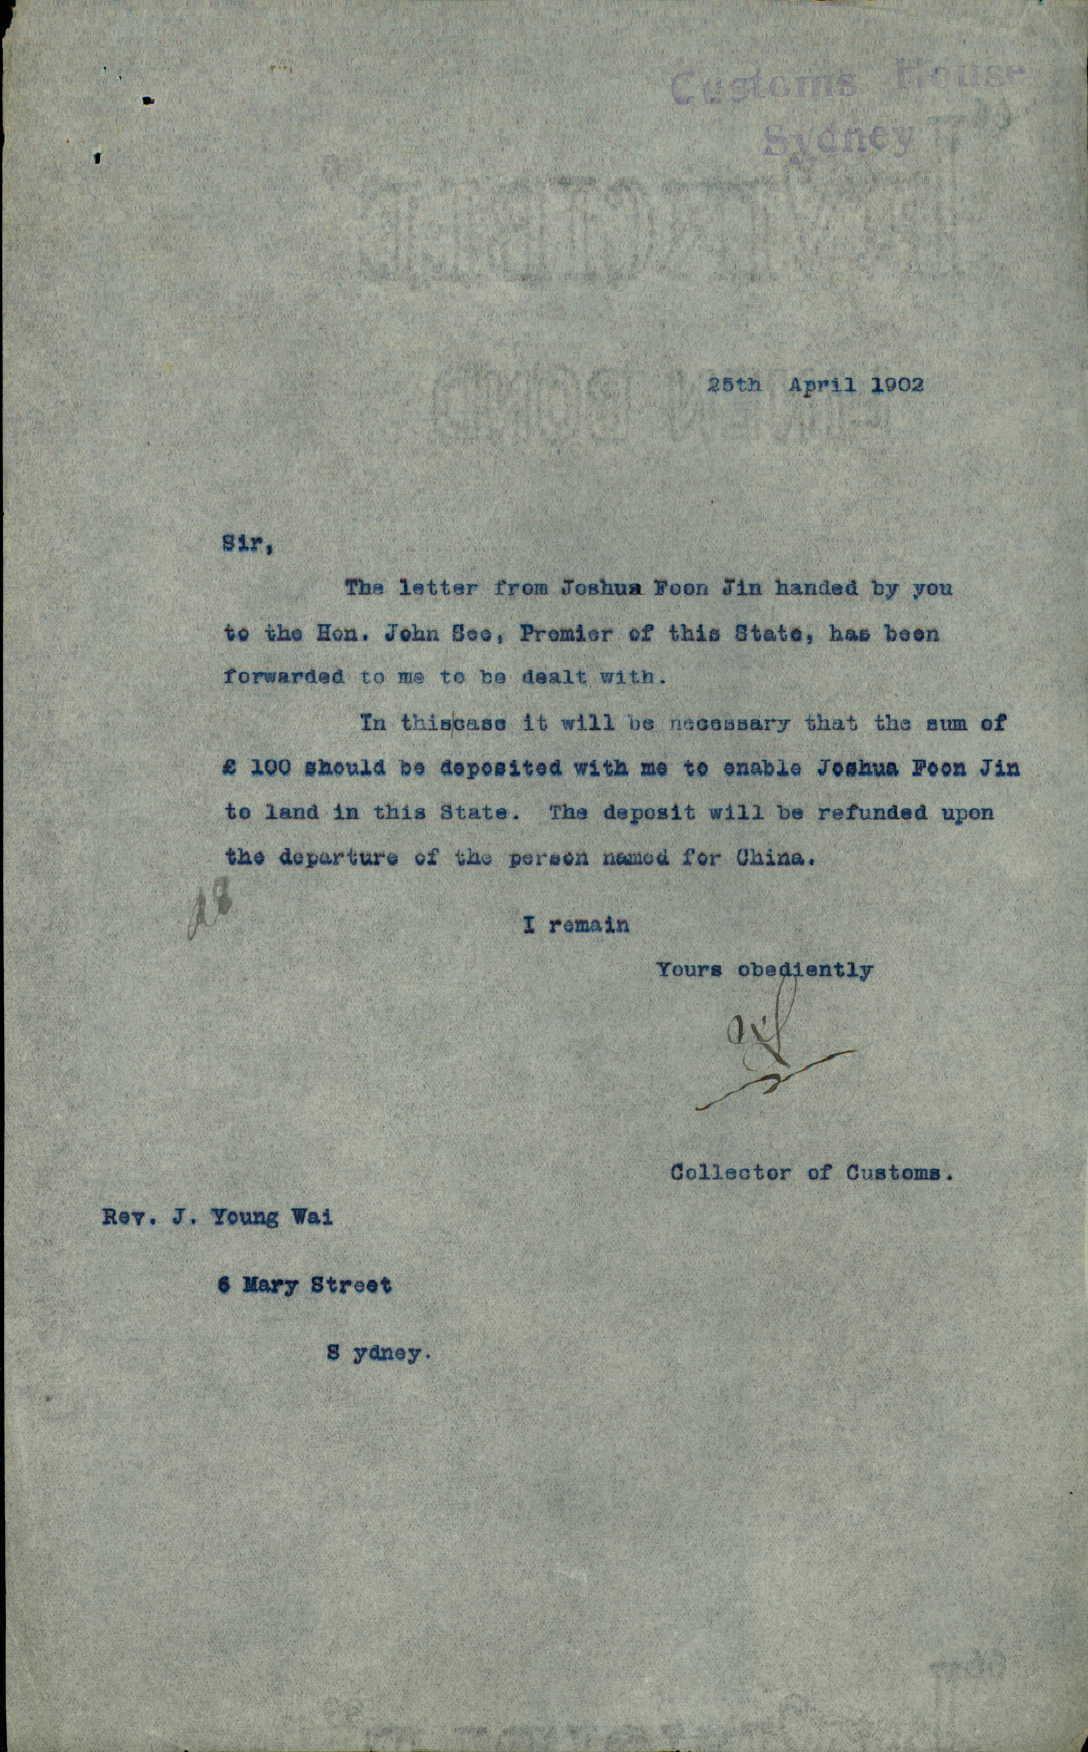 Customs House
Sydney
25th April 1902
Sir,
The letter from Joshua Foon Jin handed by you
to the Hon. John See, Premier of this State, has been
forwarded to me to be dealt with.
In this|case it will be necessary that the sum of
£ 100 should be deposited with me to enable Joshua Foon Jin
to land in this State. The deposit will be refunded upon
the departure of the person named for China.
I remain
Yours obediently
Collector of Customs.
Rev. J. Young Wai
6 Mary Street
S ydney.